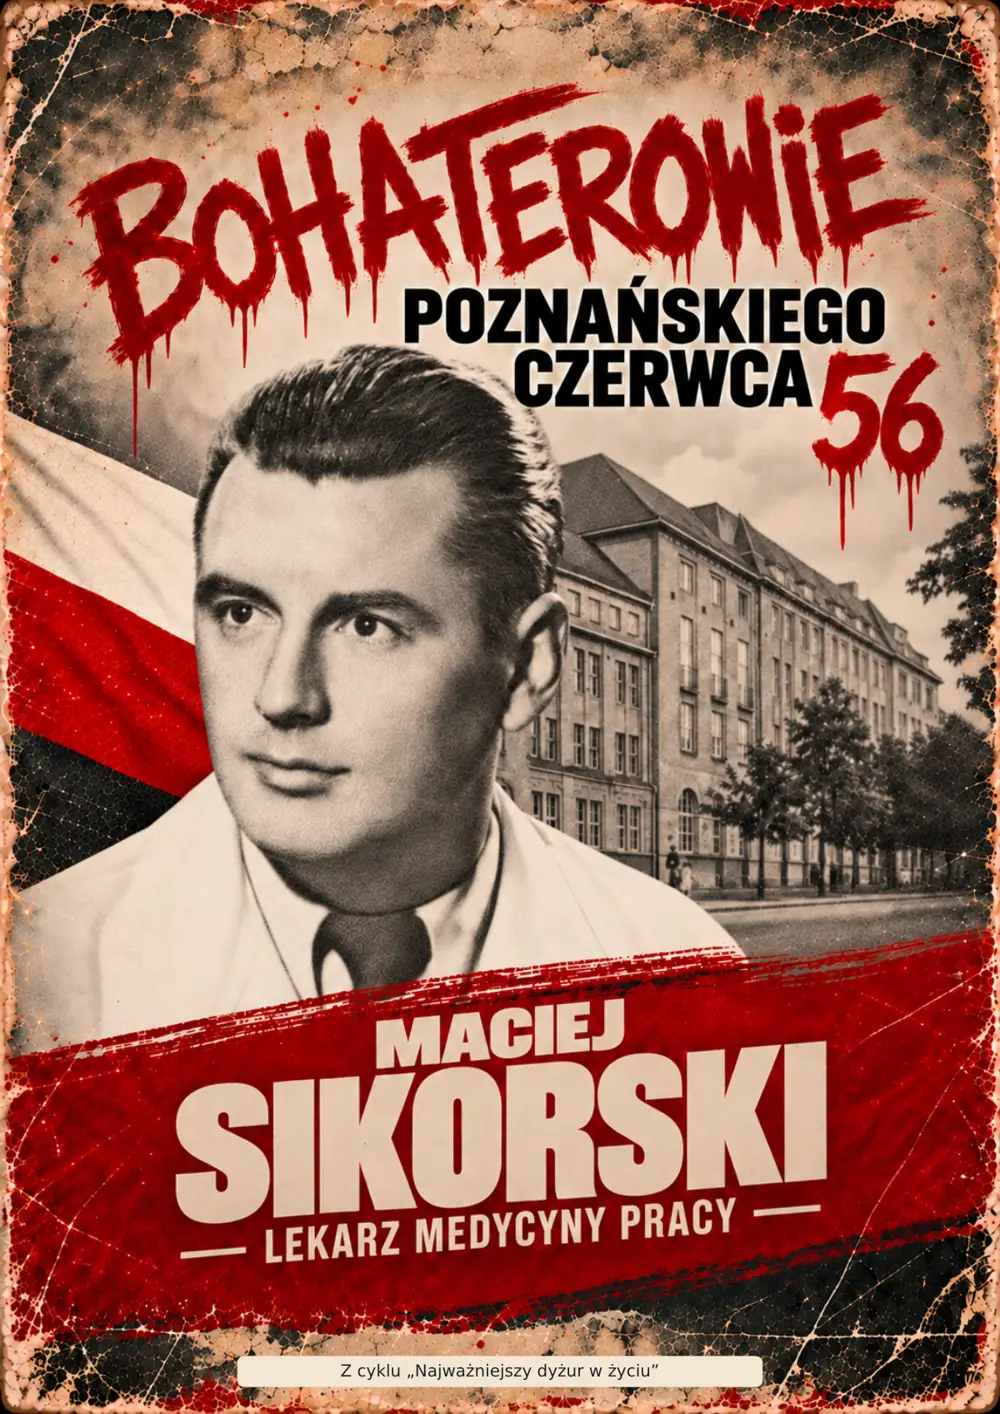 BOHATEROWiE
POZNAŃSKIEGO
CZERWCA 56
MACIEJ
SIKORSKI
LEKARZ MEDYCYNY PRACY
Z cyklu „Najważniejszy dyżur w życiu”